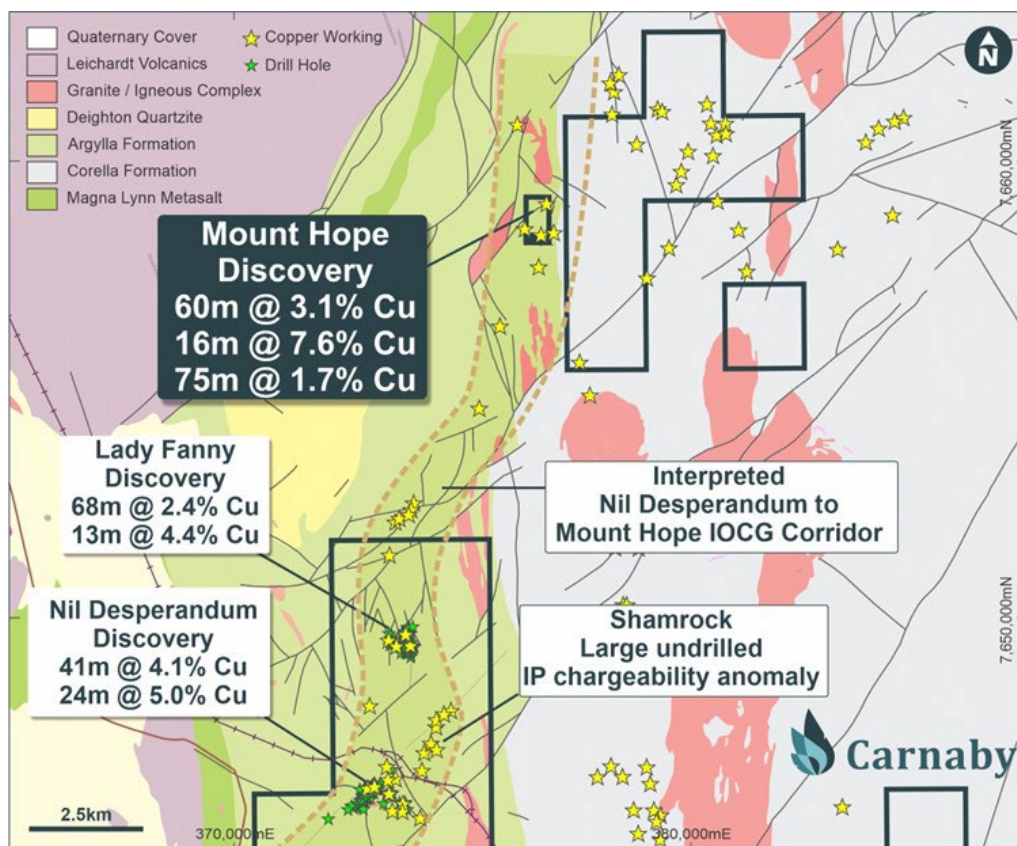 Quaternary Cover
Leichardt Volcanics
Granite / Igneous Complex
Deighton Quartzite
Argylla Formation
Corella Formation
Magna Lynn Metasalt
Copper Working
Drill Hole
N
7,660,000mN
Mount Hope
Discovery
60m @ 3.1% Cu
16m @ 7.6% Cu
75m @ 1.7% Cu
Lady Fanny
Discovery
68m @ 2.4% Cu
13m @ 4.4% Cu
Interpreted
Nil Desperandum to
Mount Hope IOCG Corridor
Nil Desperandum
Discovery
41m @ 4.1% Cu
24m @ 5.0% Cu
Shamrock
Large undrilled
IP chargeability anomaly
7,650,000mN
Carnaby
2.5km
370,000mE
380,000mE